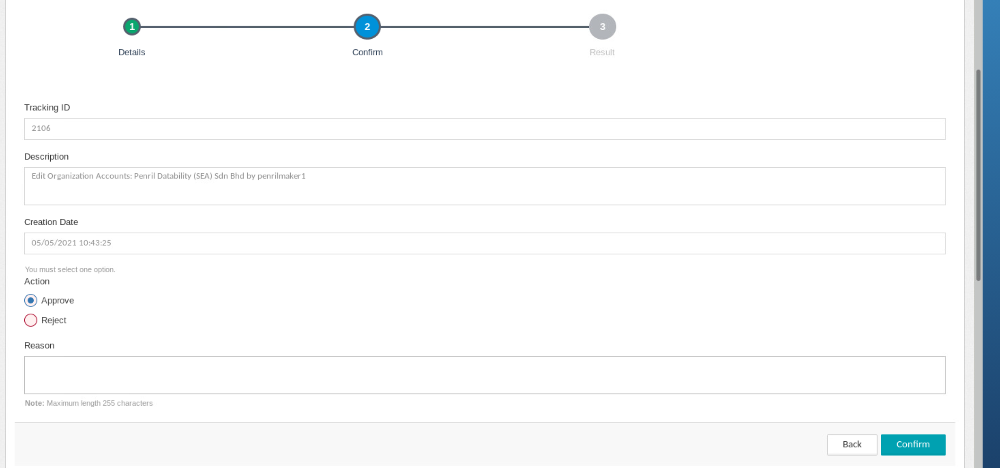 1
2
3
Details
Confirm
Result
Tracking ID
2106
Description
Edit Organization Accounts: Penril Datability (SEA) Sdn Bhd by penrilmaker1
Creation Date
05/05/2021 10:43:25
You must select one option.
Action
Approve
Reject
Reason
Note: Maximum length 255 characters
Back
Confirm